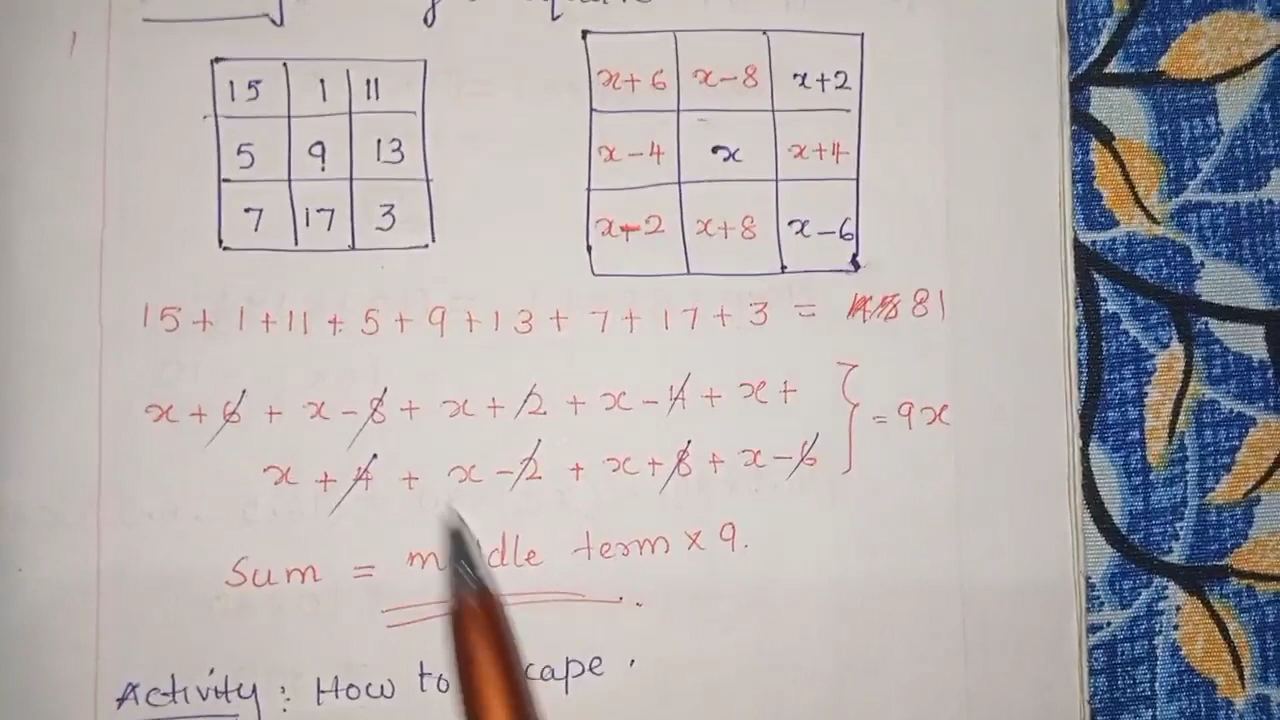 15 1 11
5 9 13
7 17 3
x+6 x-8 x+2
x-4 x x+4
x-2 x+8 x-6
15+1+11+5+9+13+7+17+3 = 81
x+6 + x-8 + x+2 + x-4 + x+
x+4 + x-2 + x+8 + x-6 } = 9x
Sum = middle term × 9.
Activity: How to